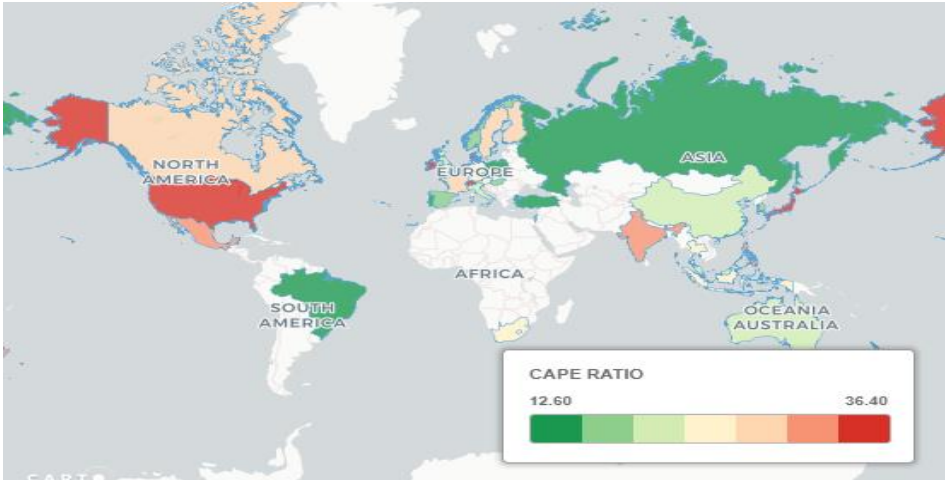 NORTH
AMERICA
EUROPE
ASIA
AFRICA
SOUTH
AMERICA
OCEANIA
AUSTRALIA
CAPE RATIO
12.60 36.40